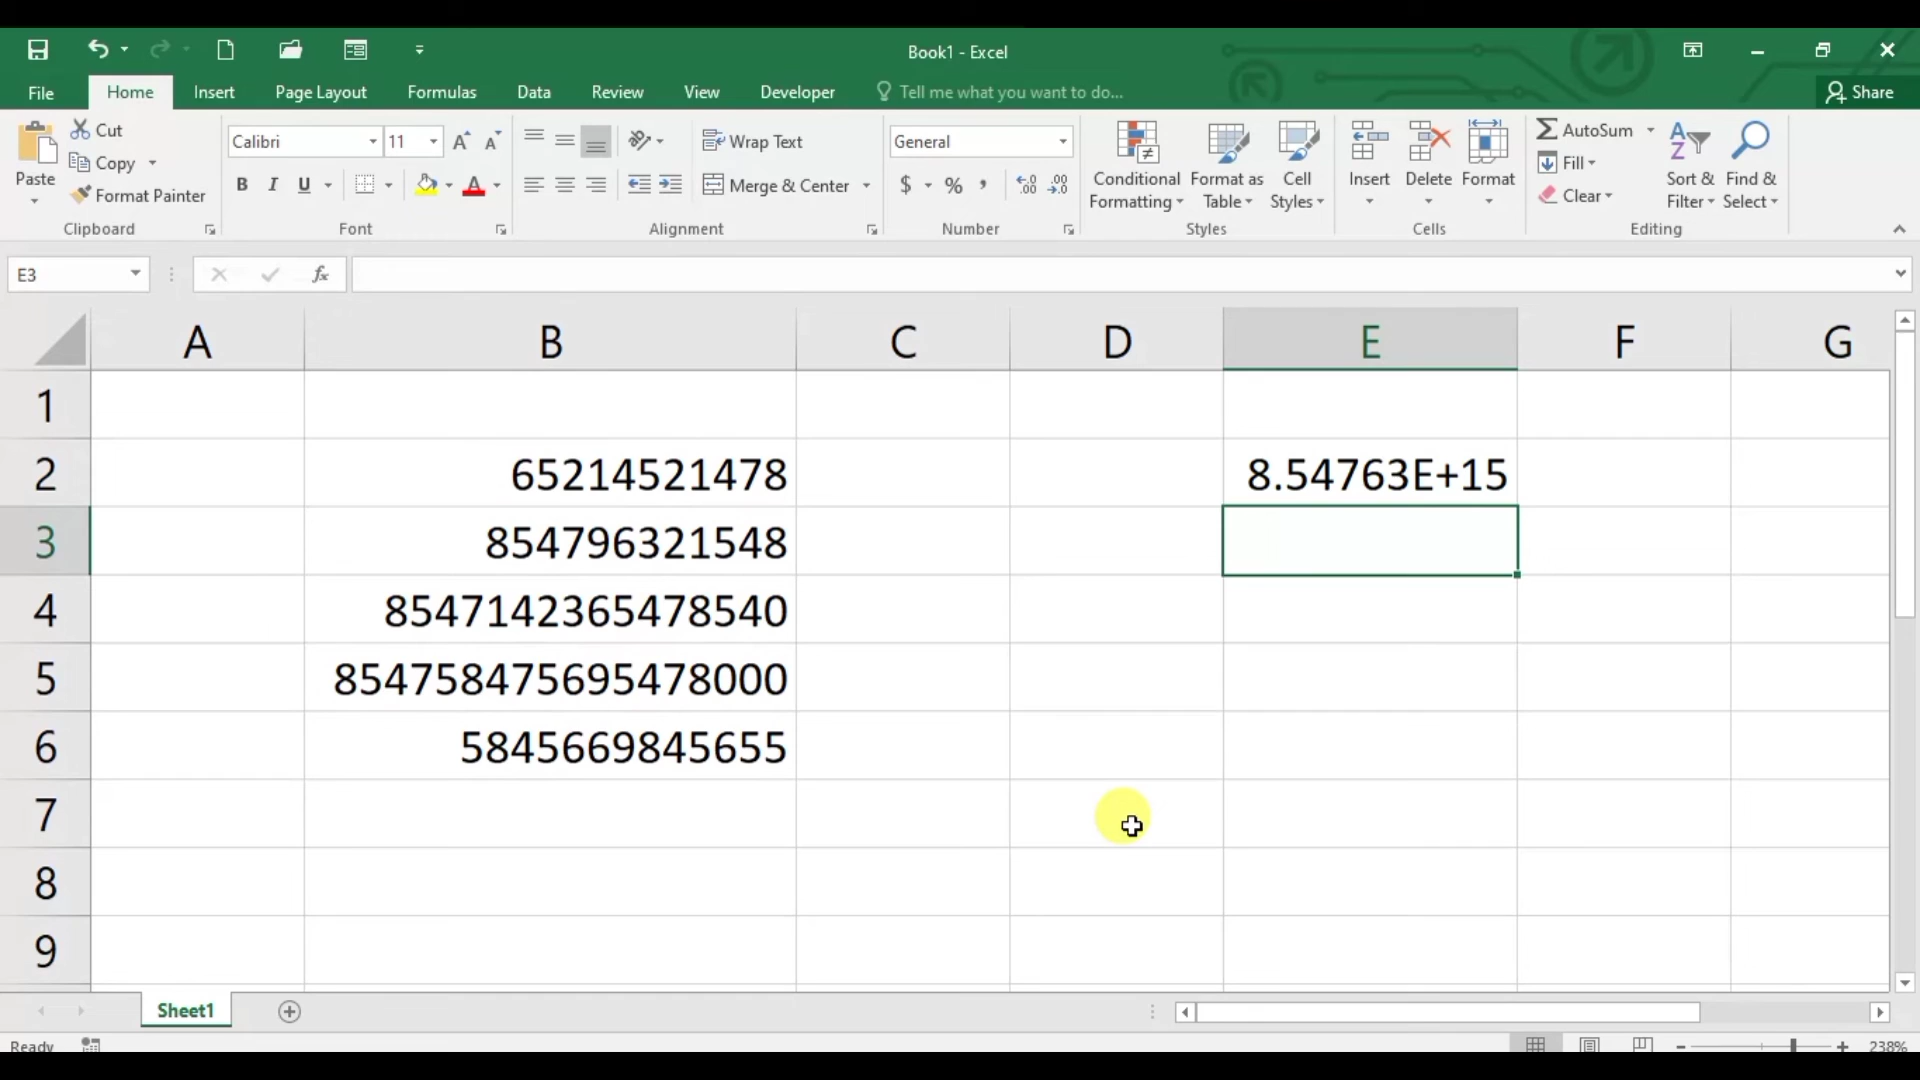 Book1 - Excel
File Home Insert Page Layout Formulas Data Review View Developer Tell me what you want to do... Share
Paste Cut Copy Format Painter
Clipboard
Calibri 11 A A
B I U A
Font
Wrap Text
Merge & Center
Alignment
General
$ % , .00 .00
Number
Conditional Formatting Format as Table Cell Styles
Styles
Insert Delete Format
Cells
AutoSum
Fill
Clear
Sort & Filter Find & Select
Editing
E3 fx
A B C D E F G
1
2 65214521478 8.54763E+15
3 854796321548
4 8547142365478540
5 854758475695478000
6 5845669845655
7
8
9
Sheet1
Ready 238%